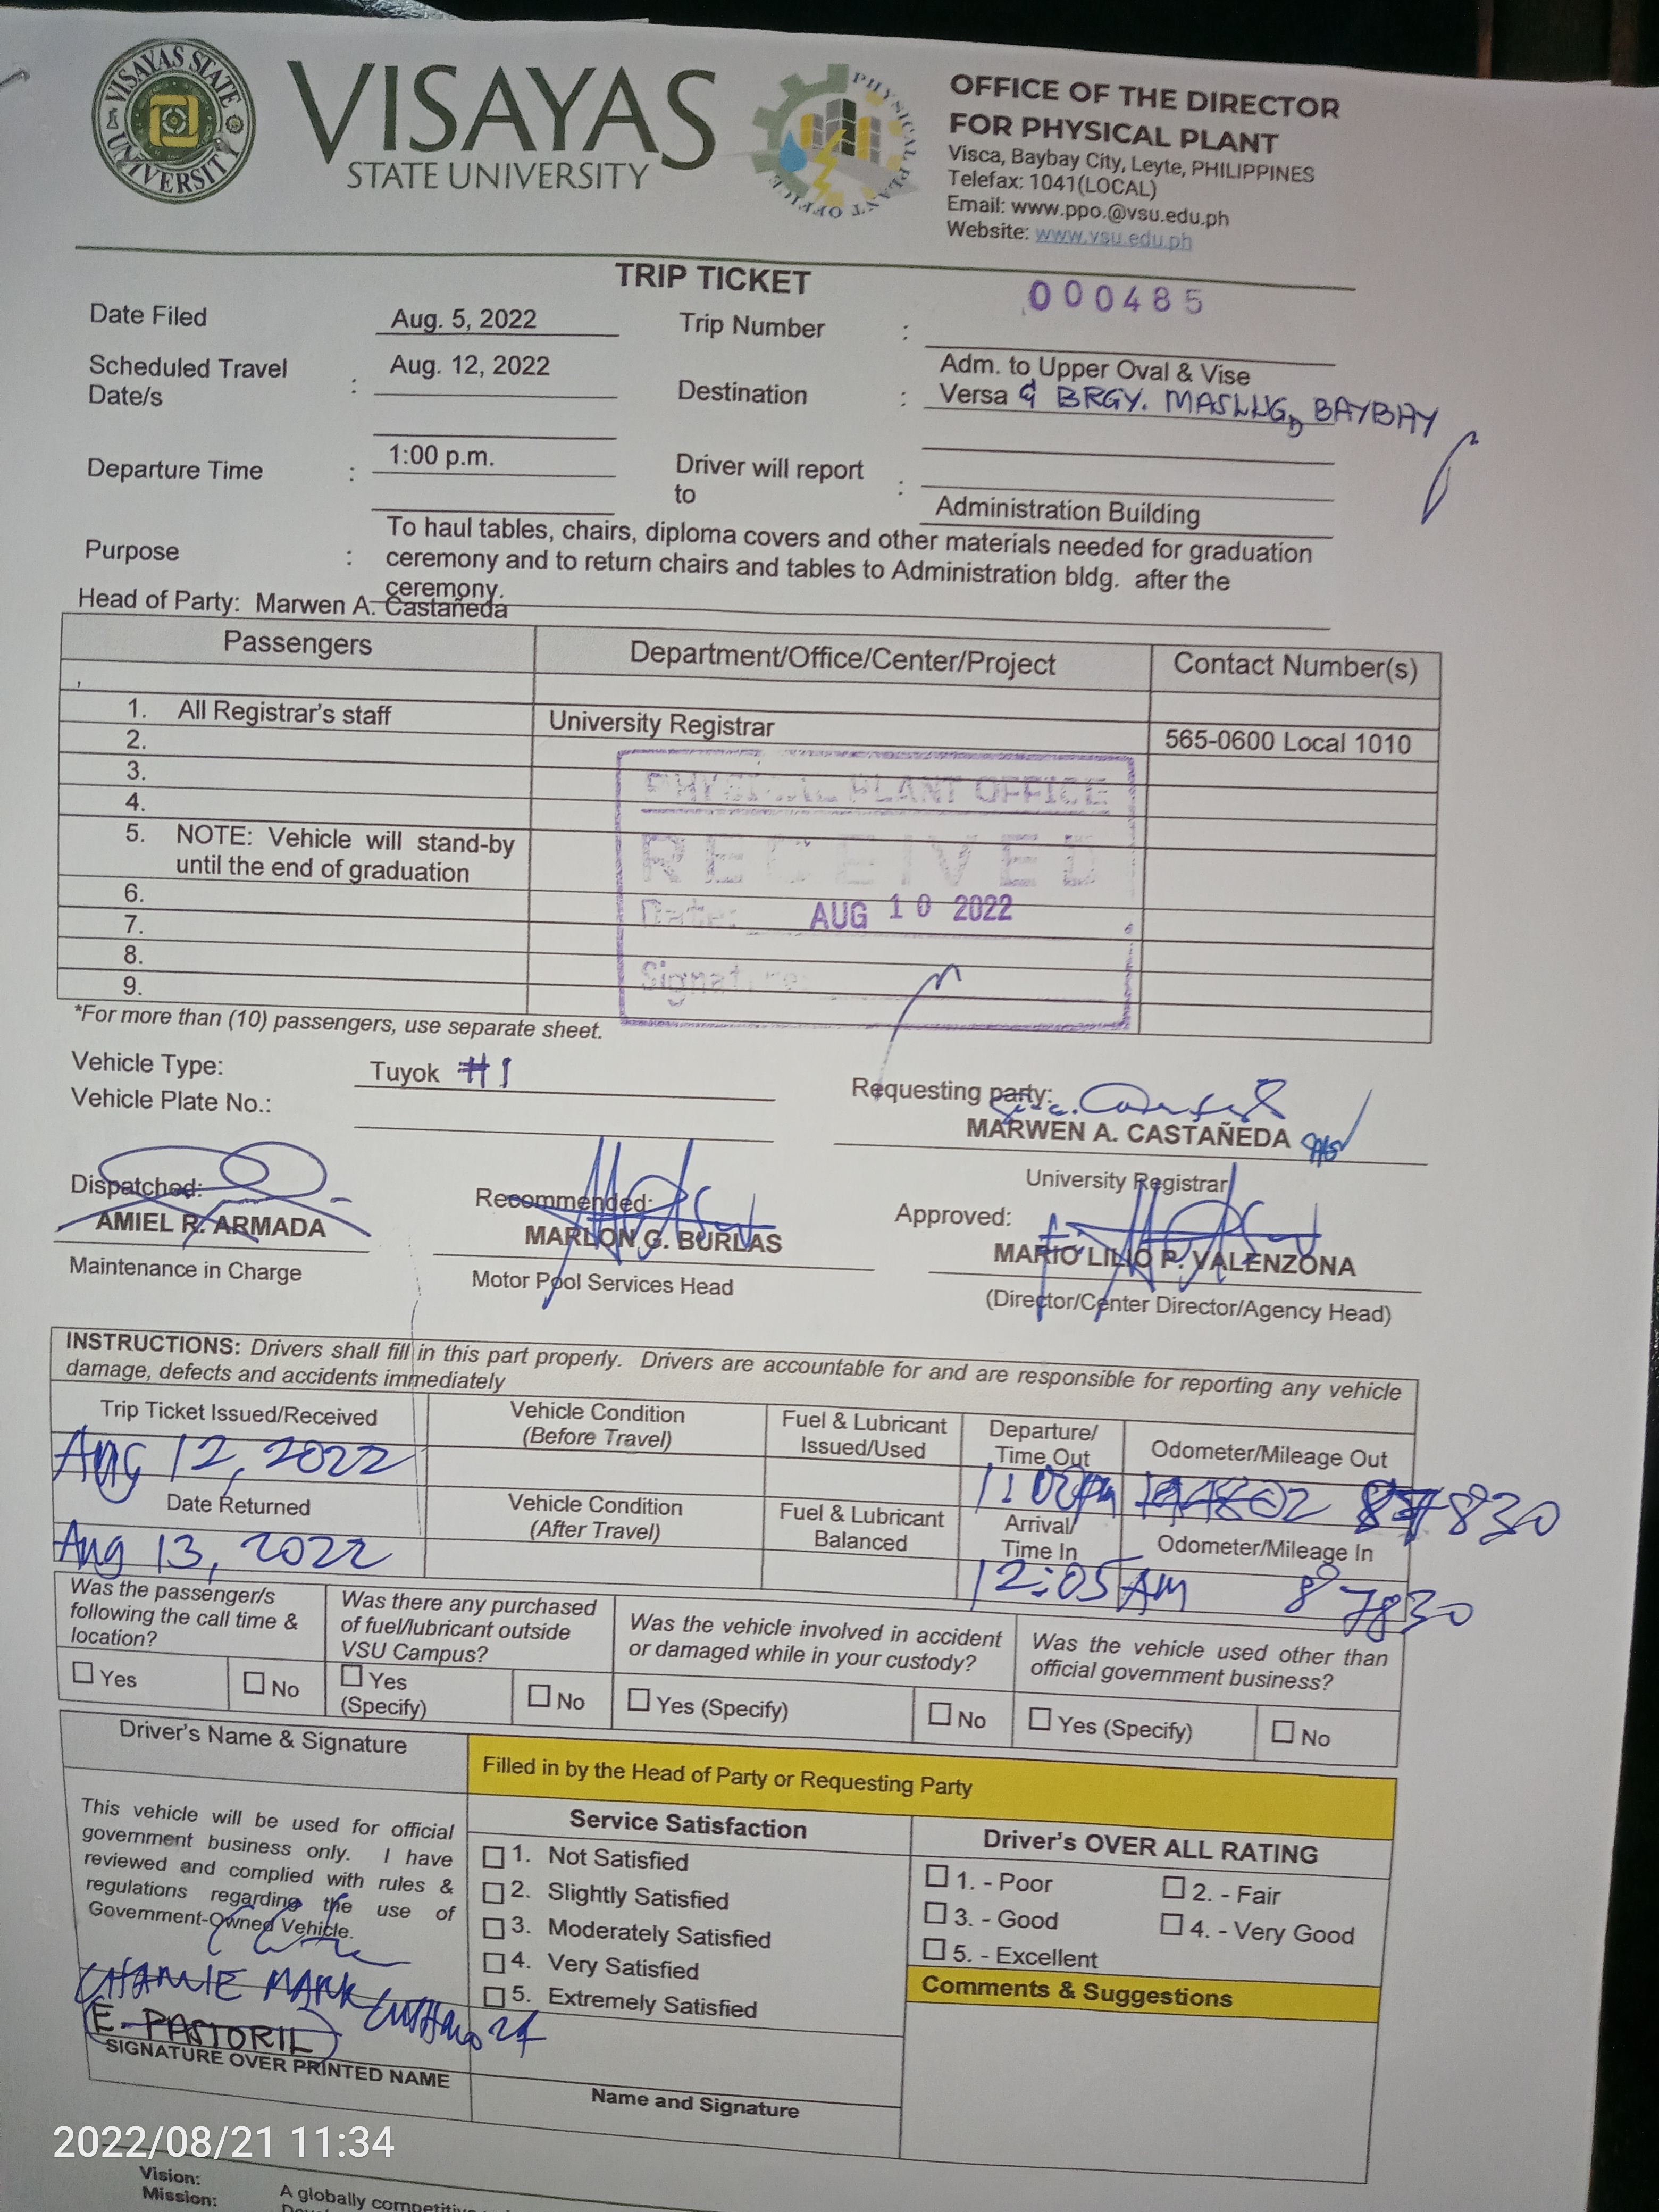 VISAYAS STATE UNIVERSITY
VISAYAS
STATE UNIVERSITY
PHYSICAL PLANT OFFICE
OFFICE OF THE DIRECTOR
FOR PHYSICAL PLANT
Visca, Baybay City, Leyte, PHILIPPINES
Telefax: 1041(LOCAL)
Email: www.ppo.@vsu.edu.ph
Website: www.vsu.edu.ph
TRIP TICKET
000485
Date Filed Aug. 5, 2022 Trip Number :
Scheduled Travel Date/s : Aug. 12, 2022 Destination : Adm. to Upper Oval & Vise
Versa & BRGY. MASLUG, BAYBAY
Departure Time : 1:00 p.m. Driver will report to : Administration Building
Purpose : To haul tables, chairs, diploma covers and other materials needed for graduation
ceremony and to return chairs and tables to Administration bldg. after the
ceremony.
Head of Party: Marwen A. Castañeda
Passengers Department/Office/Center/Project Contact Number(s)
,
1. All Registrar's staff University Registrar 565-0600 Local 1010
2.
3.
4.
5. NOTE: Vehicle will stand-by
until the end of graduation
6.
7.
8.
9.
PHYSICAL PLANT OFFICE
RECEIVED
Date: AUG 10 2022
Signature:
*For more than (10) passengers, use separate sheet.
Vehicle Type: Tuyok #1
Vehicle Plate No.:
Requesting party:
MARWEN A. CASTAÑEDA
University Registrar
Dispatched:
AMIEL R. ARMADA
Maintenance in Charge
Recommended:
MARLON G. BURLAS
Motor Pool Services Head
Approved:
MARIO LILIO P. VALENZONA
(Director/Center Director/Agency Head)
INSTRUCTIONS: Drivers shall fill in this part properly. Drivers are accountable for and are responsible for reporting any vehicle
damage, defects and accidents immediately
Trip Ticket Issued/Received Vehicle Condition (Before Travel) Fuel & Lubricant Issued/Used Departure/ Time Out Odometer/Mileage Out
Aug 12, 2022 1:00pm 87830
Date Returned Vehicle Condition (After Travel) Fuel & Lubricant Balanced Arrival/ Time In Odometer/Mileage In
Aug 13, 2022 12:05 AM 87830
Was the passenger/s following the call time & location?
Yes No
Was there any purchased of fuel/lubricant outside VSU Campus?
Yes (Specify) No
Was the vehicle involved in accident or damaged while in your custody?
Yes (Specify) No
Was the vehicle used other than official government business?
Yes (Specify) No
Driver's Name & Signature
This vehicle will be used for official
government business only. I have
reviewed and complied with rules &
regulations regarding the use of
Government-Owned Vehicle.
MARK
E. PASTORIL
SIGNATURE OVER PRINTED NAME
Filled in by the Head of Party or Requesting Party
Service Satisfaction
1. Not Satisfied
2. Slightly Satisfied
3. Moderately Satisfied
4. Very Satisfied
5. Extremely Satisfied
Name and Signature
Driver's OVER ALL RATING
1. - Poor 2. - Fair
3. - Good 4. - Very Good
5. - Excellent
Comments & Suggestions
2022/08/21 11:34
Vision: A globally competitive
Mission: